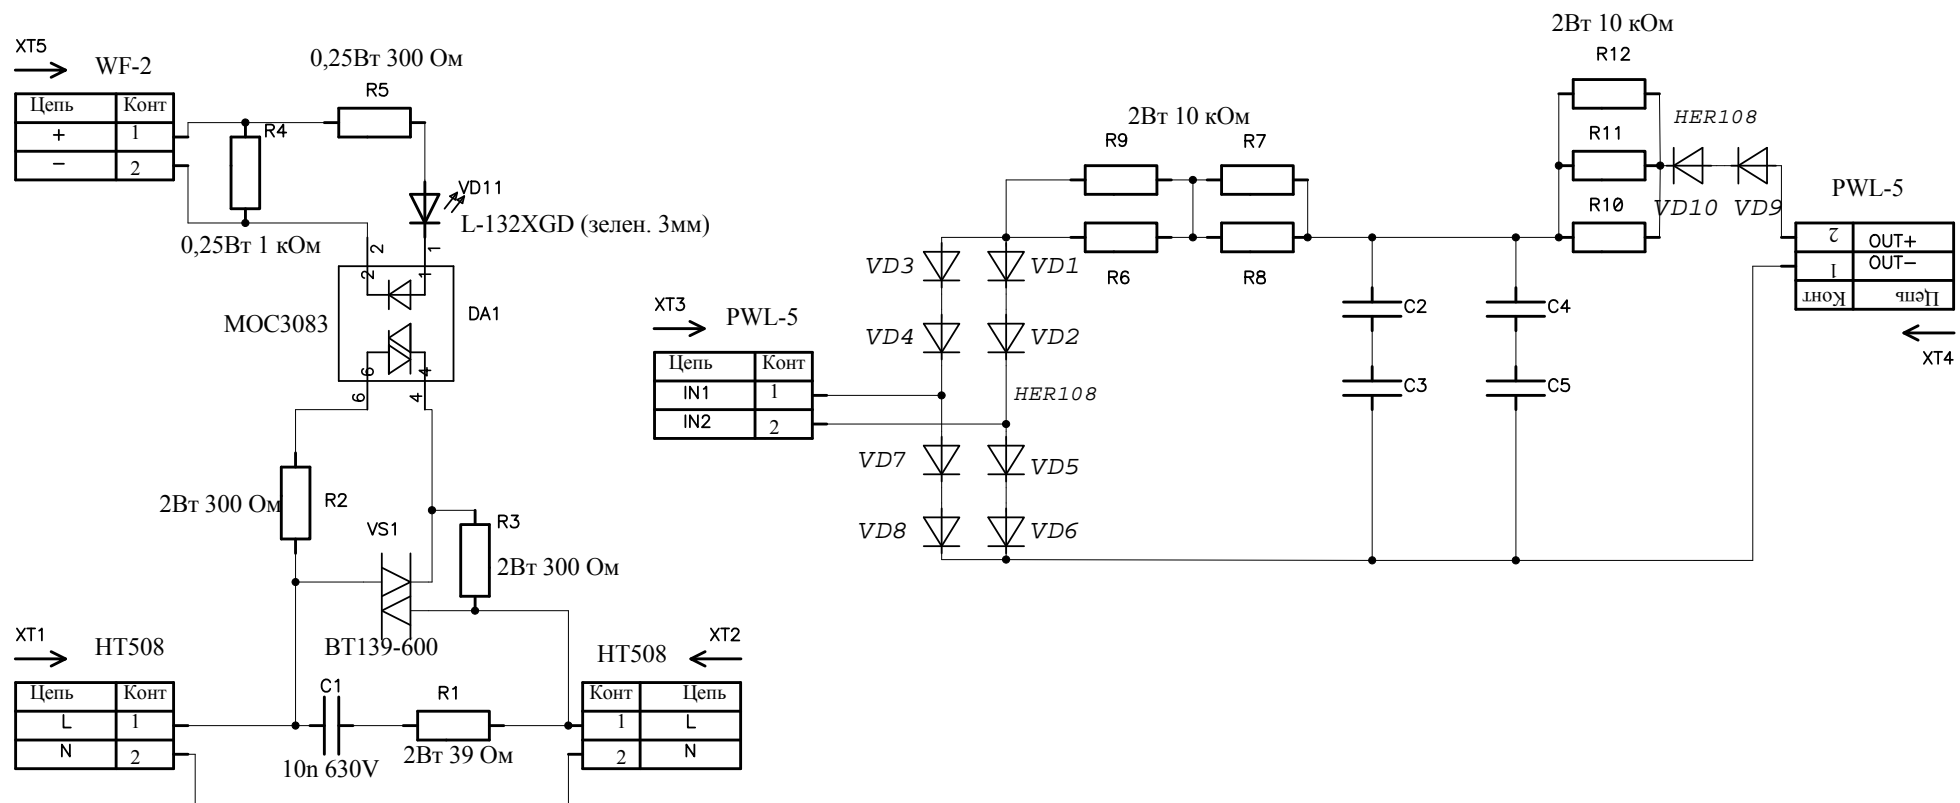 XT5
WF-2
Цепь Конт
+ 1
− 2
0,25Вт 300 Ом
R5
R4
0,25Вт 1 кОм
VD11
L-132XGD (зелен. 3мм)
2 1
2 1
MOC3083
DA1
6 4
6 4
2Вт 300 Ом
R2
VS1
R3
2Вт 300 Ом
BT139-600
XT1
HT508
Цепь Конт
L 1
N 2
C1
10n 630V
R1
2Вт 39 Ом
HT508
XT2
Конт Цепь
1 L
2 N
XT3
PWL-5
Цепь Конт
IN1 1
IN2 2
VD3
VD1
VD4
VD2
HER108
VD7
VD5
VD8
VD6
2Вт 10 кОм
R9
R7
R6
R8
C2
C4
C3
C5
2Вт 10 кОм
R12
R11
R10
HER108
VD10
VD9
PWL-5
2 OUT+
1 OUT−
Конт Цепь
XT4